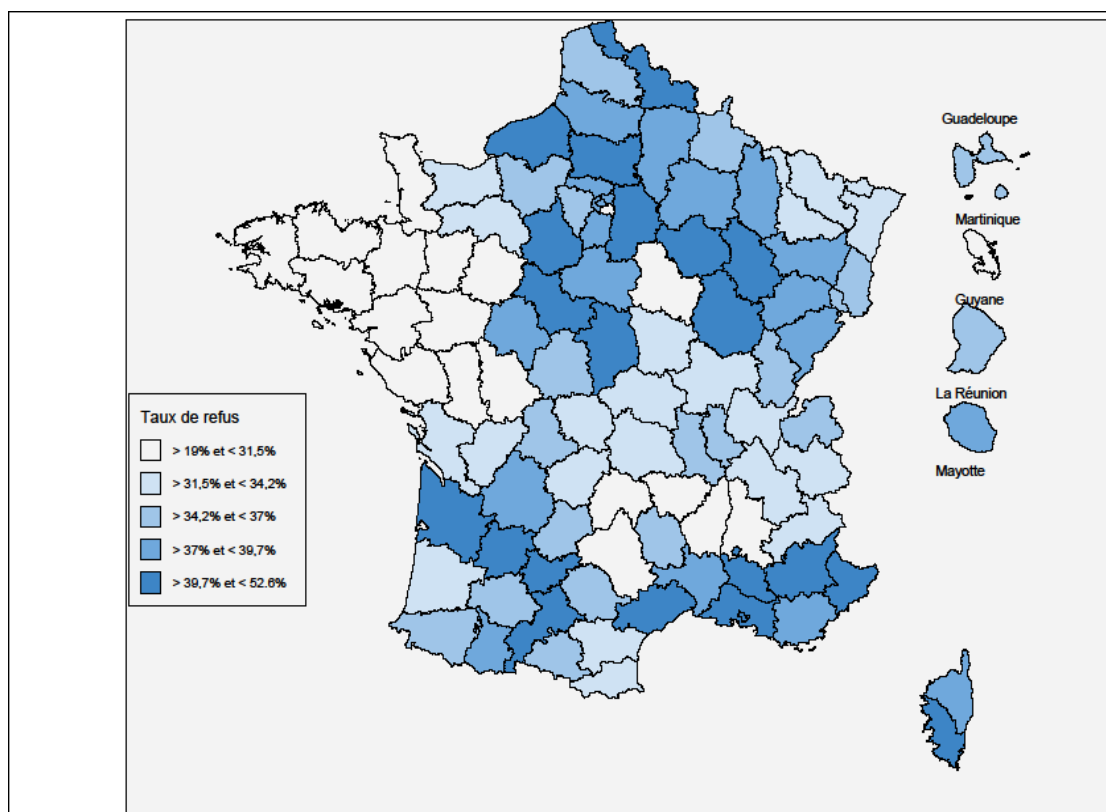 Guadeloupe
Martinique
Guyane
La Réunion
Mayotte
Taux de refus
> 19% et < 31,5%
> 31,5% et < 34,2%
> 34,2% et < 37%
> 37% et < 39,7%
> 39,7% et < 52.6%